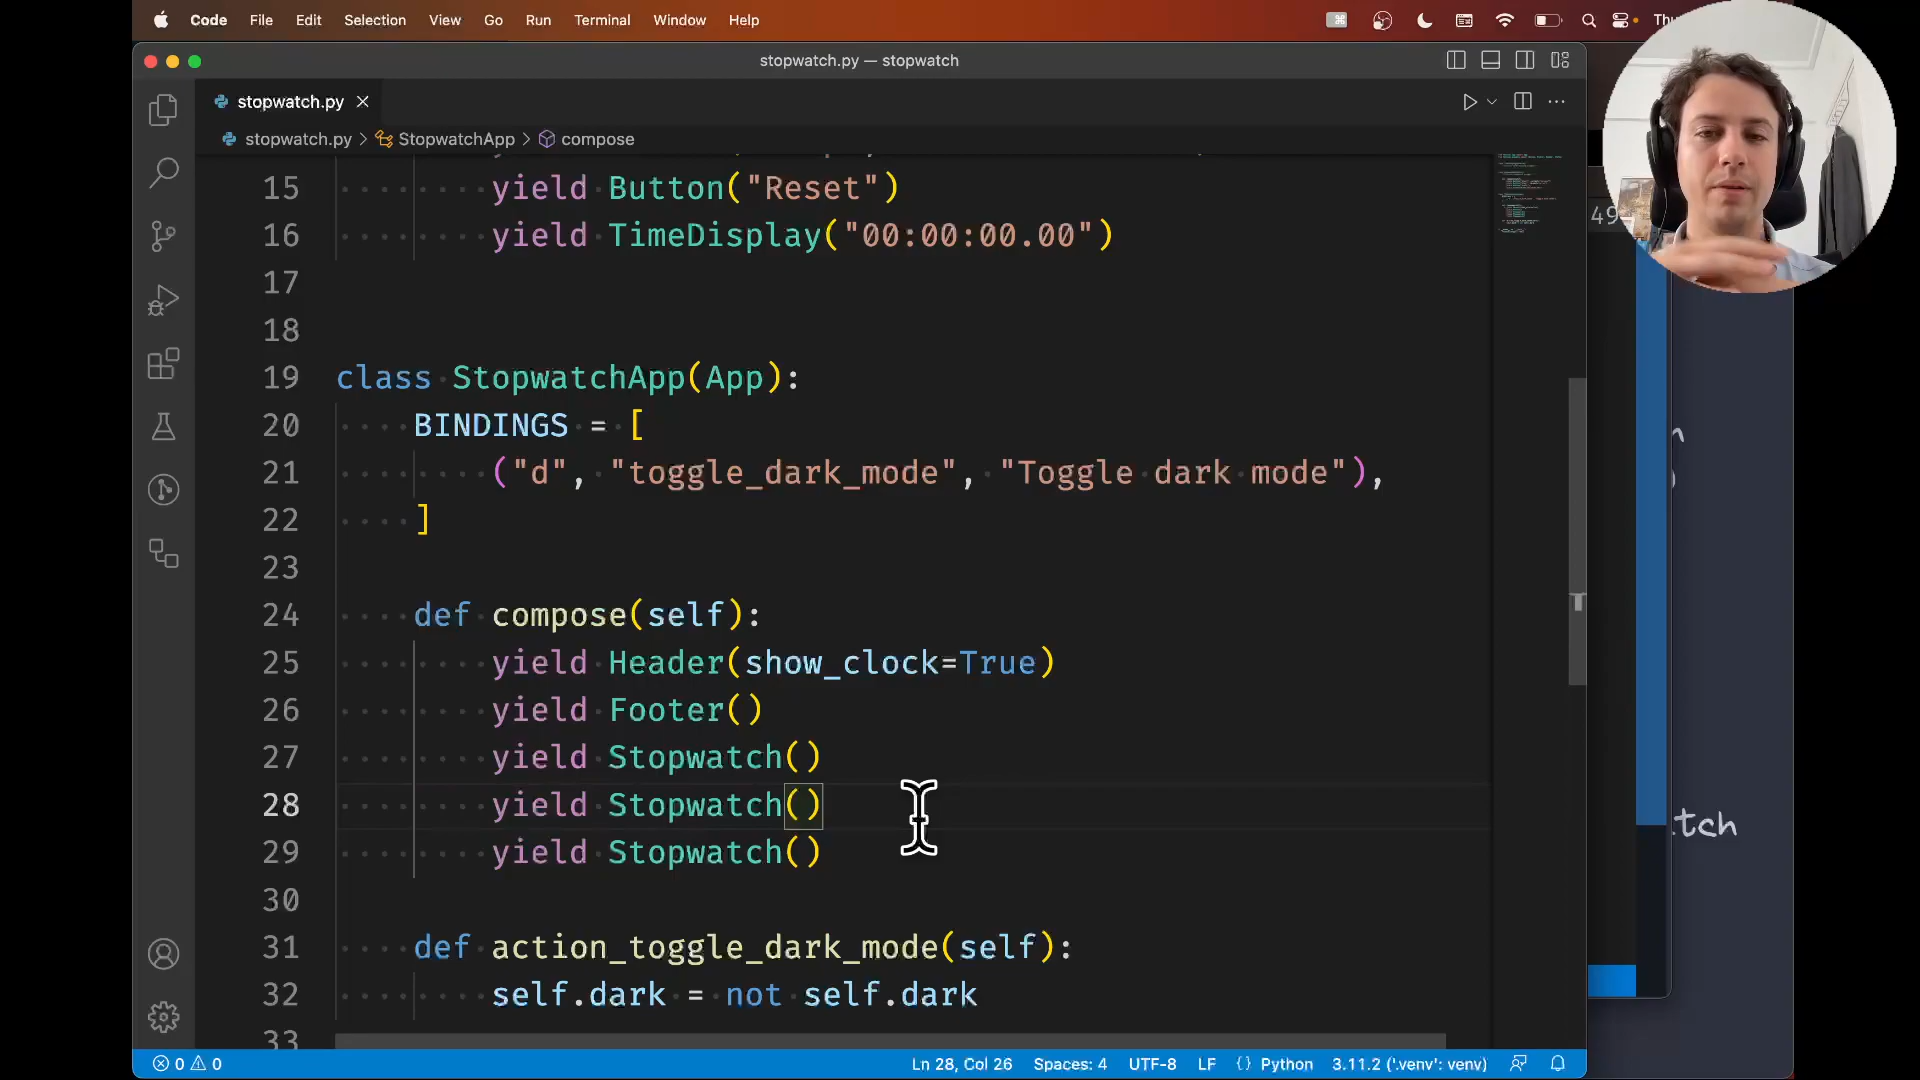 Code File Edit Selection View Go Run Terminal Window Help
stopwatch.py — stopwatch
stopwatch.py
stopwatch.py > StopwatchApp > compose
15 yield Button("Reset")
16 yield TimeDisplay("00:00:00.00")
17
18
19 class StopwatchApp(App):
20 BINDINGS = [
21 ("d", "toggle_dark_mode", "Toggle dark mode"),
22 ]
23
24 def compose(self):
25 yield Header(show_clock=True)
26 yield Footer()
27 yield Stopwatch()
28 yield Stopwatch()
29 yield Stopwatch()
30
31 def action_toggle_dark_mode(self):
32 self.dark = not self.dark
33
0 0 Ln 28, Col 26 Spaces: 4 UTF-8 LF {} Python 3.11.2 ('.venv': venv)